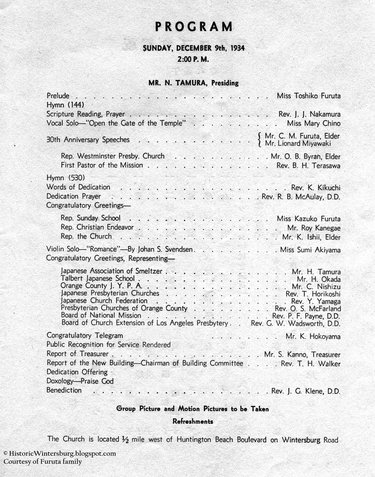 PROGRAM
SUNDAY, DECEMBER 9th, 1934
2:00 P. M.
MR. N. TAMURA, Presiding
Prelude . . . . . . . . . . Miss Toshiko Furuta
Hymn (144)
Scripture Reading, Prayer . . . . . . . . . . Rev. J. J. Nakamura
Vocal Solo—"Open the Gate of the Temple" . . . . . . . . . . Miss Mary Chino
30th Anniversary Speeches . . . . . . . . . . { Mr. C. M. Furuta, Elder
{ Mr. Lionard Miyawaki
Rep. Westminster Presby. Church . . . . . . . . . . Mr. O. B. Byran, Elder
First Pastor of the Mission . . . . . . . . . . Rev. B. H. Terasawa
Hymn (530)
Words of Dedication . . . . . . . . . . Rev. K. Kikuchi
Dedication Prayer . . . . . . . . . . Rev. R. B. McAulay, D.D.
Congratulatory Greetings—
Rep. Sunday School . . . . . . . . . . Miss Kazuko Furuta
Rep. Christian Endeavor . . . . . . . . . . Mr. Roy Kanegae
Rep. the Church . . . . . . . . . . Mr. K. Ishii, Elder
Violin Solo—"Romance"—By Johan S. Svendsen . . . . . . . . . . Miss Sumi Akiyama
Congratulatory Greetings, Representing—
Japanese Association of Smeltzer . . . . . . . . . . Mr. H. Tamura
Talbert Japanese School . . . . . . . . . . Mr. H. Okada
Orange County J. Y. P. A. . . . . . . . . . . Mr. C. Nishizu
Japanese Presbyterian Churches . . . . . . . . . . Rev. T. Horikoshi
Japanese Church Federation . . . . . . . . . . Rev. Y. Yamaga
Presbyterian Churches of Orange County . . . . . . . . . . Rev. O. S. McFarland
Board of National Mission . . . . . . . . . . Rev. P. F. Payne, D.D.
Board of Church Extension of Los Angeles Presbytery . . . Rev. G. W. Wadsworth, D.D.
Congratulatory Telegram . . . . . . . . . . Mr. K. Hokoyama
Public Recognition for Service Rendered
Report of Treasurer . . . . . . . . . . Mr. S. Kanno, Treasurer
Report of the New Building—Chairman of Building Committee . . . . Rev. T. H. Walker
Dedication Offering . . . . . . . . . .
Doxology—Praise God
Benediction . . . . . . . . . . Rev. J. G. Klene, D.D.
Group Picture and Motion Pictures to be Taken
Refreshments
The Church is located ½ mile west of Huntington Beach Boulevard on Wintersburg Road
© HistoricWintersburg.blogspot.com
Courtesy of Furuta family